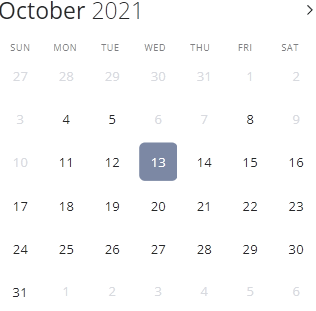 October 2021
SUN MON TUE WED THU FRI SAT
27 28 29 30 31 1 2
3 4 5 6 7 8 9
10 11 12 13 14 15 16
17 18 19 20 21 22 23
24 25 26 27 28 29 30
31 1 2 3 4 5 6